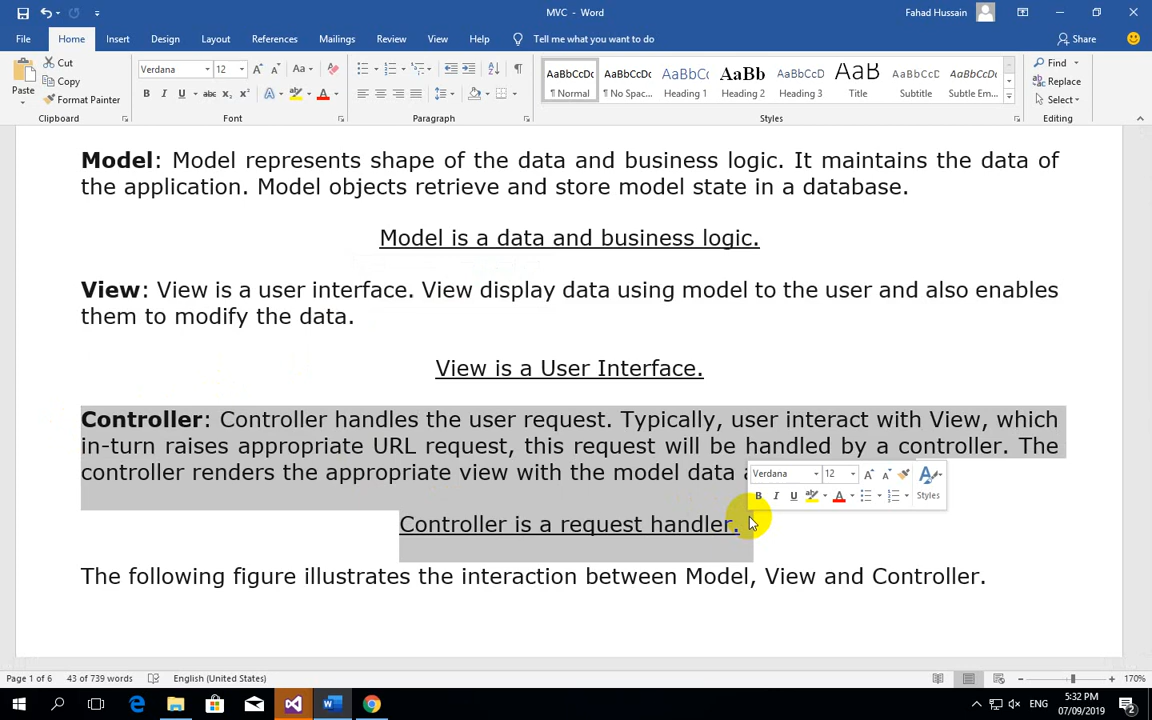 MVC - Word
Fahad Hussain
File Home Insert Design Layout References Mailings Review View Help Tell me what you want to do Share
Cut
Copy
Format Painter
Paste
Verdana 12
AaBbCcDc AaBbCcDc AaBbCcL AaBb AaBbCcDc AaBb AaBbCcDd AaBbCcDc
¶ Normal ¶ No Spac... Heading 1 Heading 2 Heading 3 Title Subtitle Subtle Em...
Find
Replace
Select
Clipboard Font Paragraph Styles Editing
Model: Model represents shape of the data and business logic. It maintains the data of
the application. Model objects retrieve and store model state in a database.
Model is a data and business logic.
View: View is a user interface. View display data using model to the user and also enables
them to modify the data.
View is a User Interface.
Controller: Controller handles the user request. Typically, user interact with View, which
in-turn raises appropriate URL request, this request will be handled by a controller. The
controller renders the appropriate view with the model data
Verdana 12
Styles
Controller is a request handler.
The following figure illustrates the interaction between Model, View and Controller.
Page 1 of 6 43 of 739 words English (United States) 170%
ENG
5:32 PM
07/09/2019
2